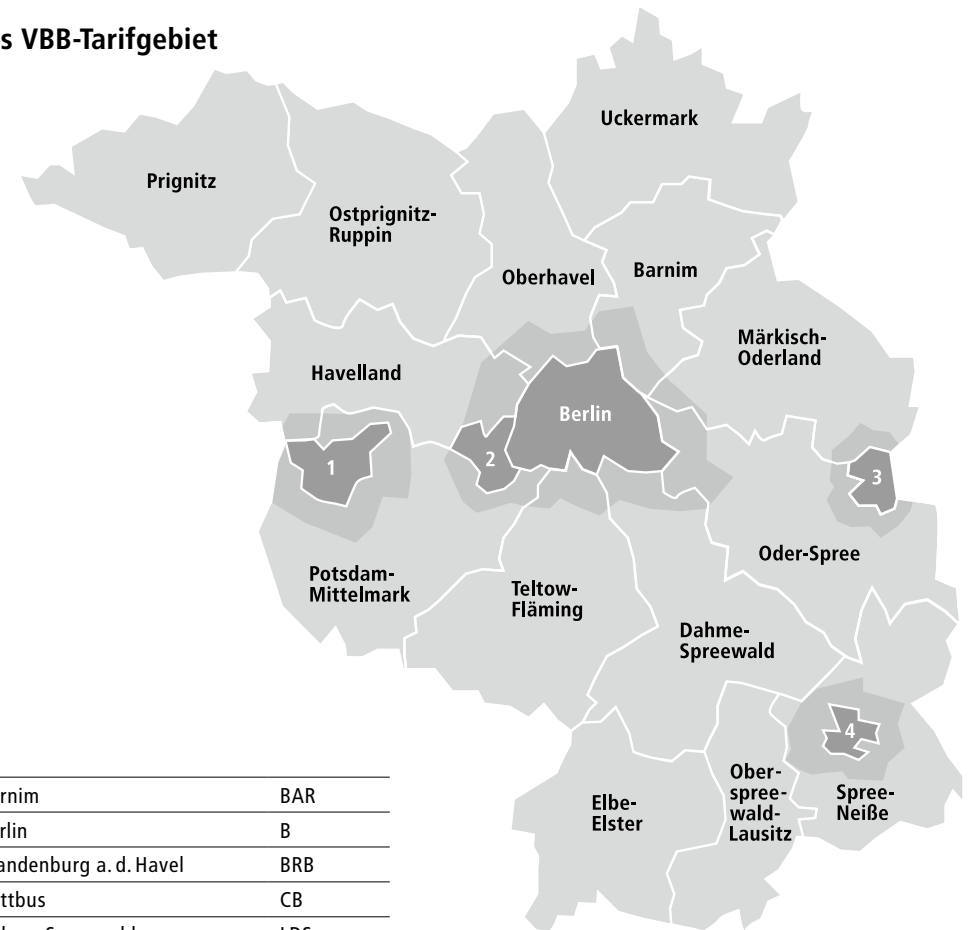 s VBB-Tarifgebiet
Uckermark
Prignitz
Ostprignitz-
Ruppin
Oberhavel
Barnim
Märkisch-
Oderland
Havelland
Berlin
1
2
3
Oder-Spree
Potsdam-
Mittelmark
Teltow-
Fläming
Dahme-
Spreewald
4
Ober-
spree-
wald-
Lausitz
Spree-
Neiße
Elbe-
Elster
rnim BAR
rlin B
andenburg a. d. Havel BRB
ttbus CB